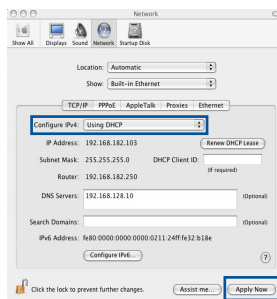 Network
Show All Displays Sound Network Startup Disk
Location: Automatic
Show: Built-in Ethernet
TCP/IP PPPoE AppleTalk Proxies Ethernet
Configure IPv4: Using DHCP
IP Address: 192.168.182.103 Renew DHCP Lease
Subnet Mask: 255.255.255.0 DHCP Client ID:
(If required)
Router: 192.168.182.250
DNS Servers: 192.168.128.10 (Optional)
Search Domains: (Optional)
IPv6 Address: fe80:0000:0000:0000:0211:24ff:fe32:b18e
Configure IPv6... ?
Click the lock to prevent further changes. Assist me... Apply Now